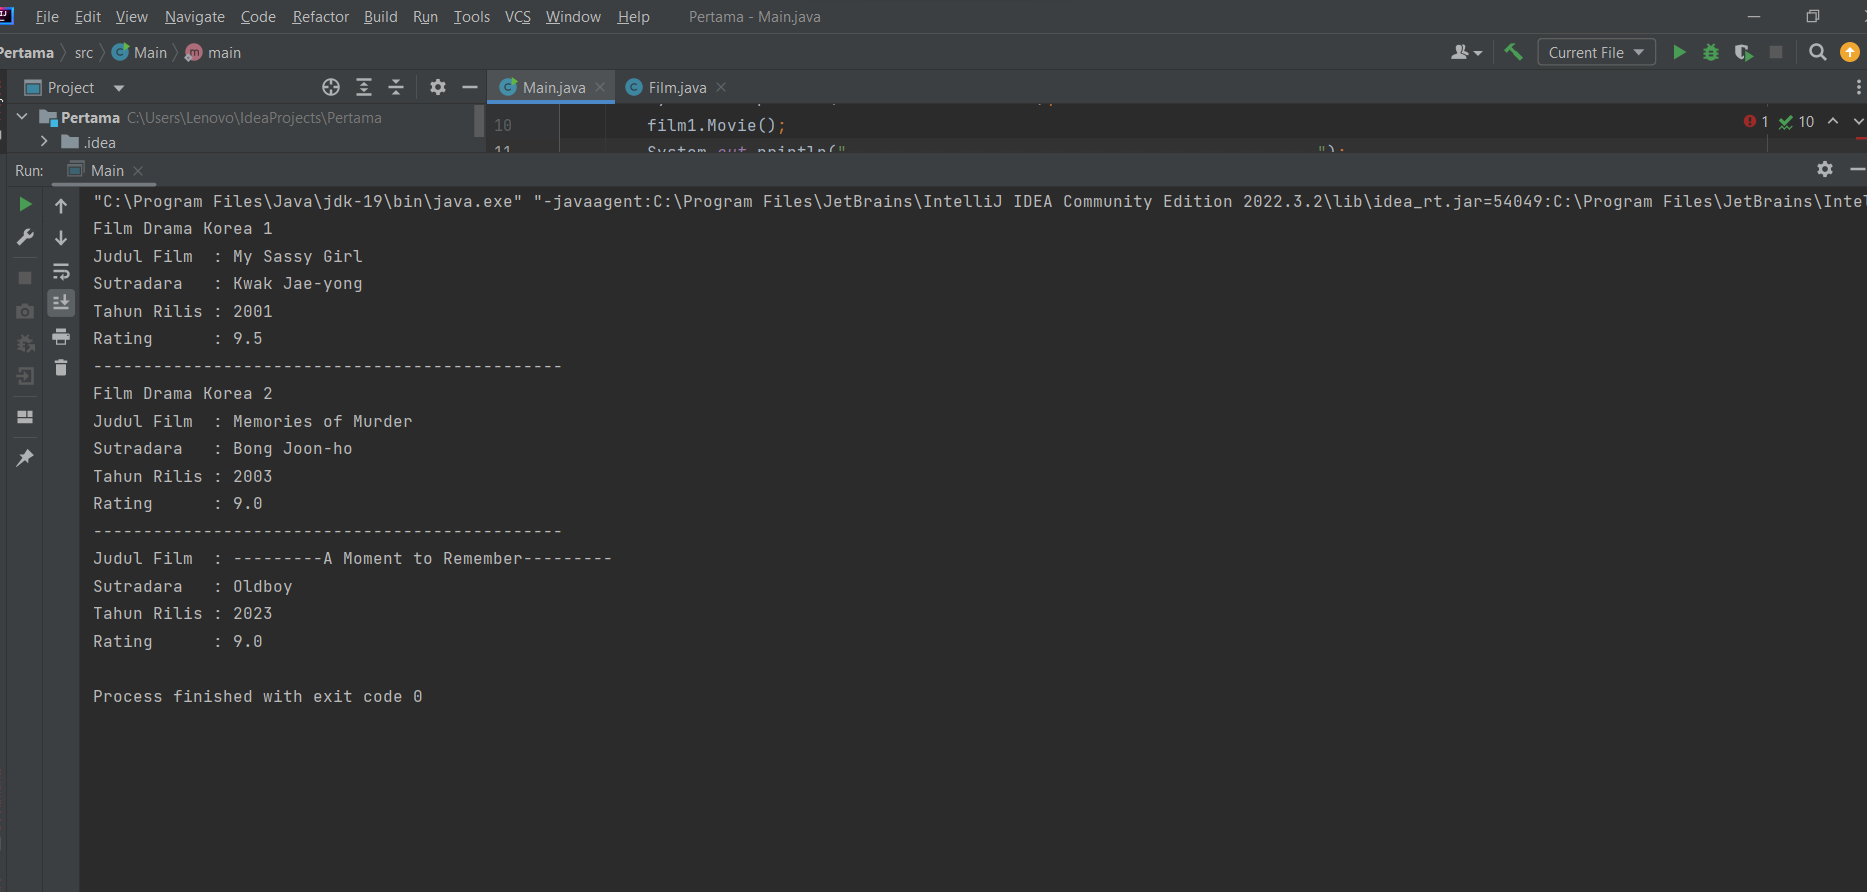 File Edit View Navigate Code Refactor Build Run Tools VCS Window Help Pertama - Main.java
Pertama src Main main Current File
Project Main.java Film.java
Pertama C:\Users\Lenovo\IdeaProjects\Pertama
10 film1.Movie(); 1 10
.idea
11 System.out.println("
Run: Main
"C:\Program Files\Java\jdk-19\bin\java.exe" "-javaagent:C:\Program Files\JetBrains\IntelliJ IDEA Community Edition 2022.3.2\lib\idea_rt.jar=54049:C:\Program Files\JetBrains\Inte
Film Drama Korea 1
Judul Film  : My Sassy Girl
Sutradara   : Kwak Jae-yong
Tahun Rilis : 2001
Rating      : 9.5
-----------------------------------------------
Film Drama Korea 2
Judul Film  : Memories of Murder
Sutradara   : Bong Joon-ho
Tahun Rilis : 2003
Rating      : 9.0
-----------------------------------------------
Judul Film  : ---------A Moment to Remember---------
Sutradara   : Oldboy
Tahun Rilis : 2023
Rating      : 9.0
Process finished with exit code 0